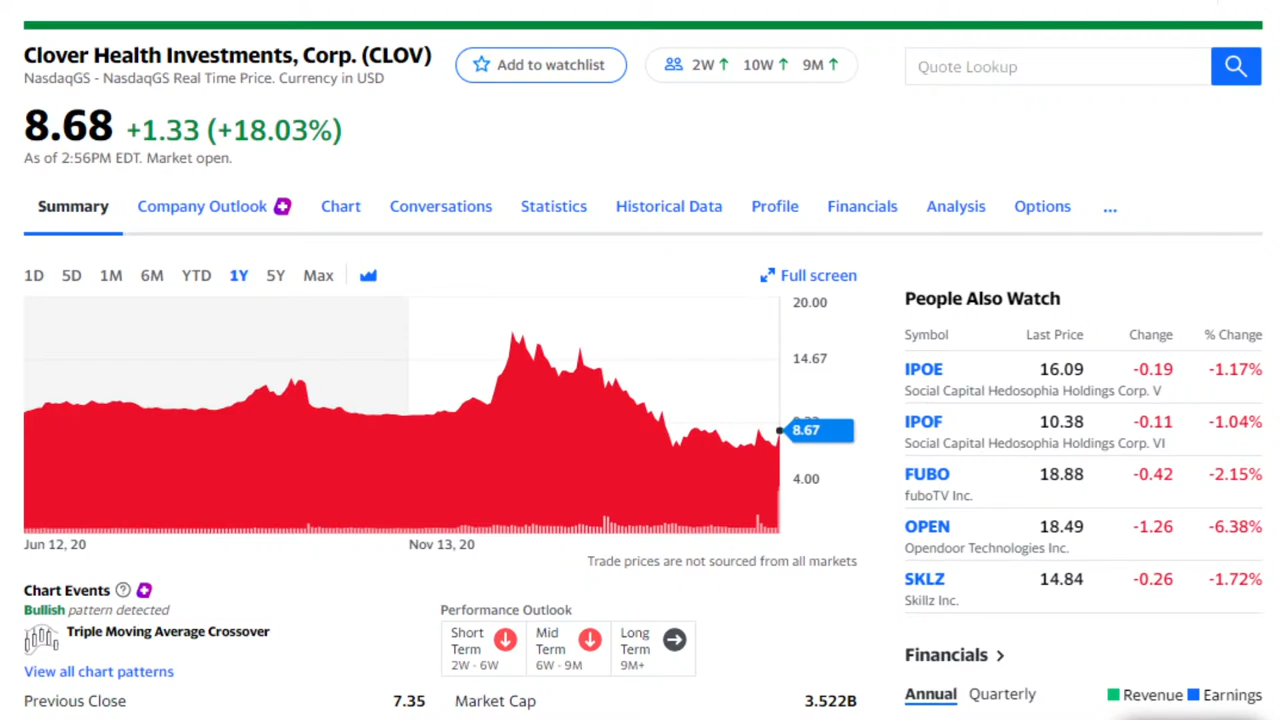 Clover Health Investments, Corp. (CLOV)
NasdaqGS - NasdaqGS Real Time Price. Currency in USD
Add to watchlist
2W 10W 9M
Quote Lookup
8.68 +1.33 (+18.03%)
As of 2:56PM EDT. Market open.
Summary Company Outlook Chart Conversations Statistics Historical Data Profile Financials Analysis Options ...
1D 5D 1M 6M YTD 1Y 5Y Max
Full screen
20.00
14.67
8.67
4.00
Jun 12, 20 Nov 13, 20
Trade prices are not sourced from all markets
Chart Events
Bullish pattern detected
Triple Moving Average Crossover
View all chart patterns
Performance Outlook
Short Term 2W - 6W
Mid Term 6W - 9M
Long Term 9M+
Previous Close 7.35
Market Cap 3.522B
People Also Watch
Symbol Last Price Change % Change
IPOE 16.09 -0.19 -1.17%
Social Capital Hedosophia Holdings Corp. V
IPOF 10.38 -0.11 -1.04%
Social Capital Hedosophia Holdings Corp. VI
FUBO 18.88 -0.42 -2.15%
fuboTV Inc.
OPEN 18.49 -1.26 -6.38%
Opendoor Technologies Inc.
SKLZ 14.84 -0.26 -1.72%
Skillz Inc.
Financials
Annual Quarterly
Revenue Earnings